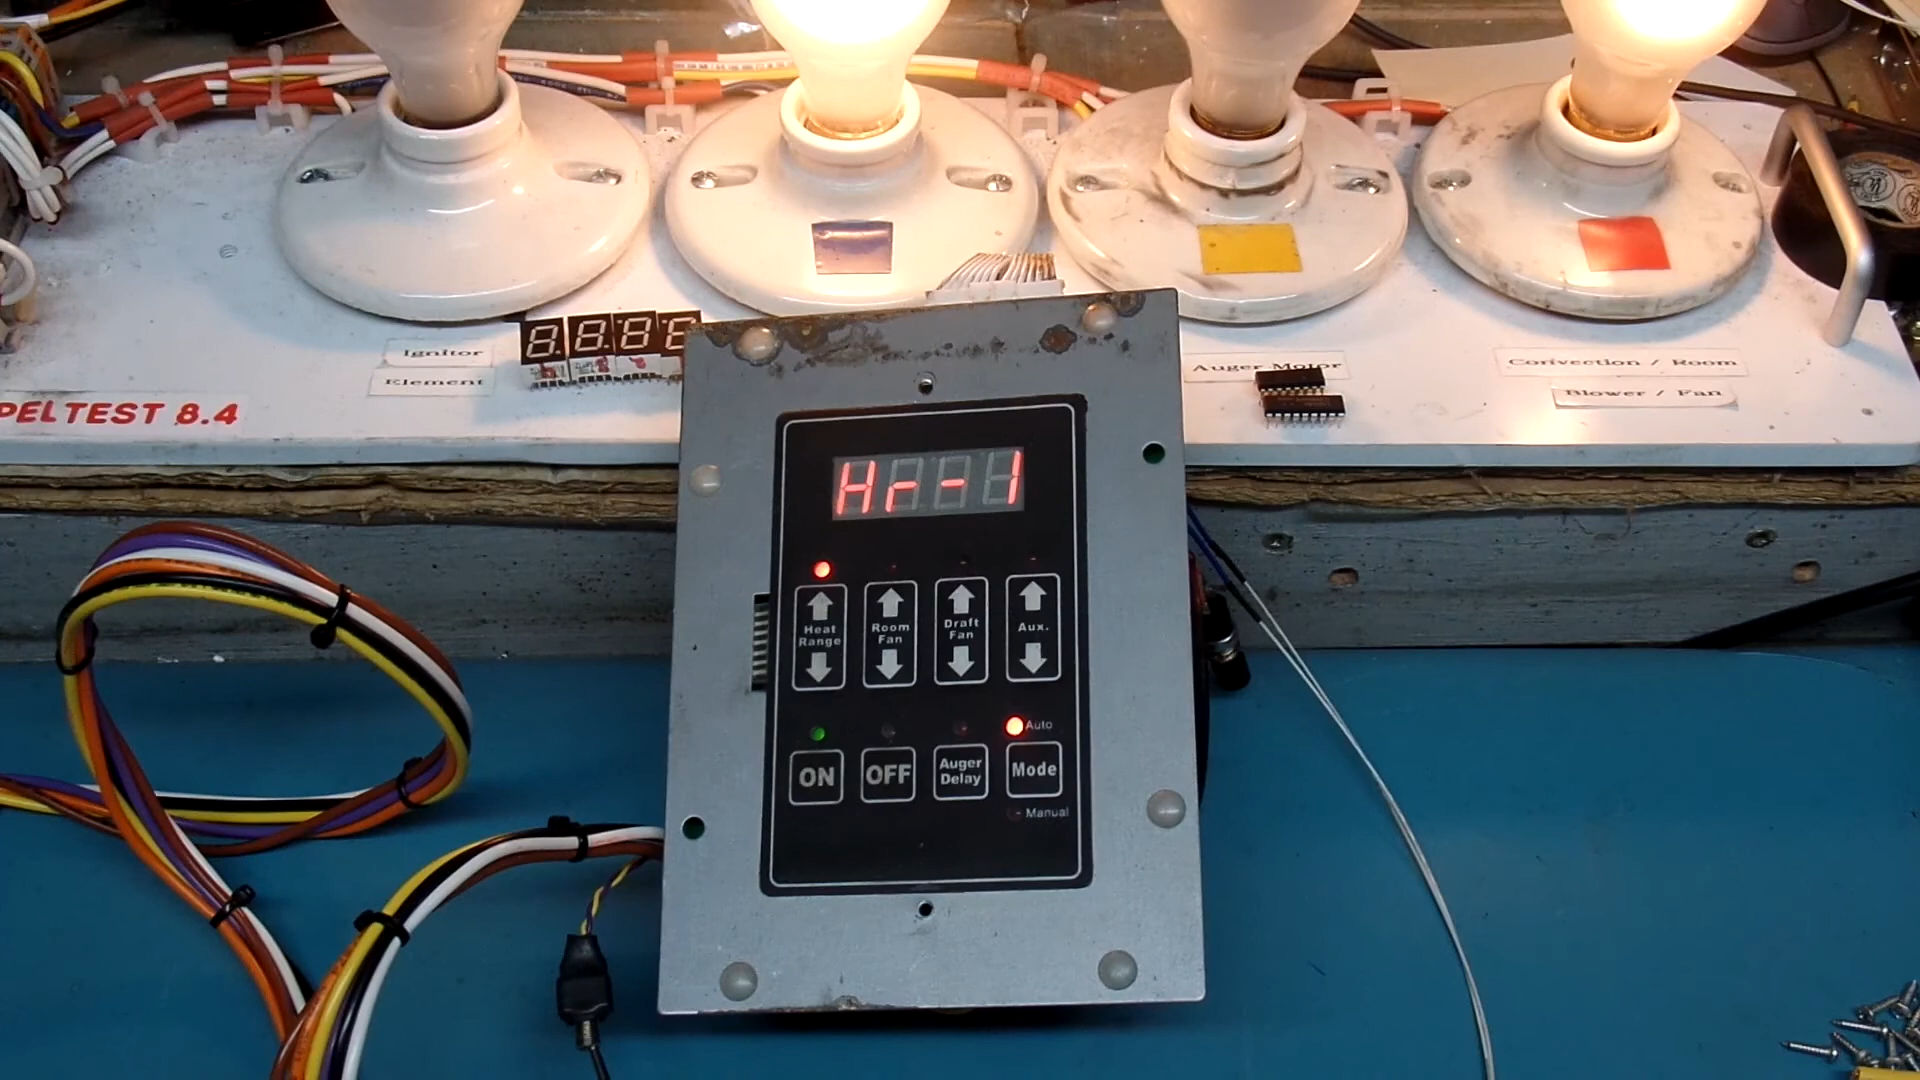 Ignitor
Element
PELTEST 8.4
Auger Motor
Convection / Room
Blower / Fan
Hr-1
Heat
Range
Room
Fan
Draft
Fan
Aux.
Auto
ON
OFF
Auger
Delay
Mode
Manual